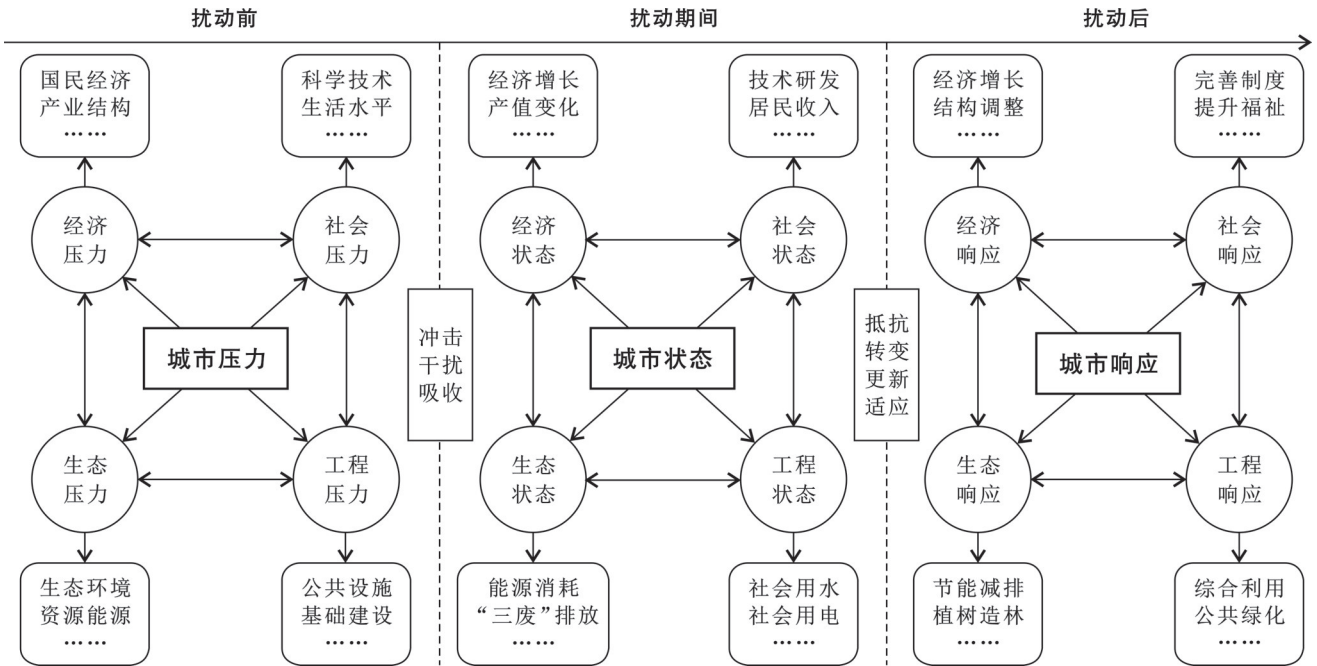 扰动前
扰动期间
扰动后
国民经济
产业结构
……
科学技术
生活水平
……
经济增长
产值变化
……
技术研发
居民收入
……
经济增长
结构调整
……
完善制度
提升福祉
……
经济
压力
社会
压力
经济
状态
社会
状态
经济
响应
社会
响应
城市压力
冲击
干扰
吸收
城市状态
抵抗
转变
更新
适应
城市响应
生态
压力
工程
压力
生态
状态
工程
状态
生态
响应
工程
响应
生态环境
资源能源
……
公共设施
基础建设
……
能源消耗
“三废”排放
……
社会用水
社会用电
……
节能减排
植树造林
……
综合利用
公共绿化
……